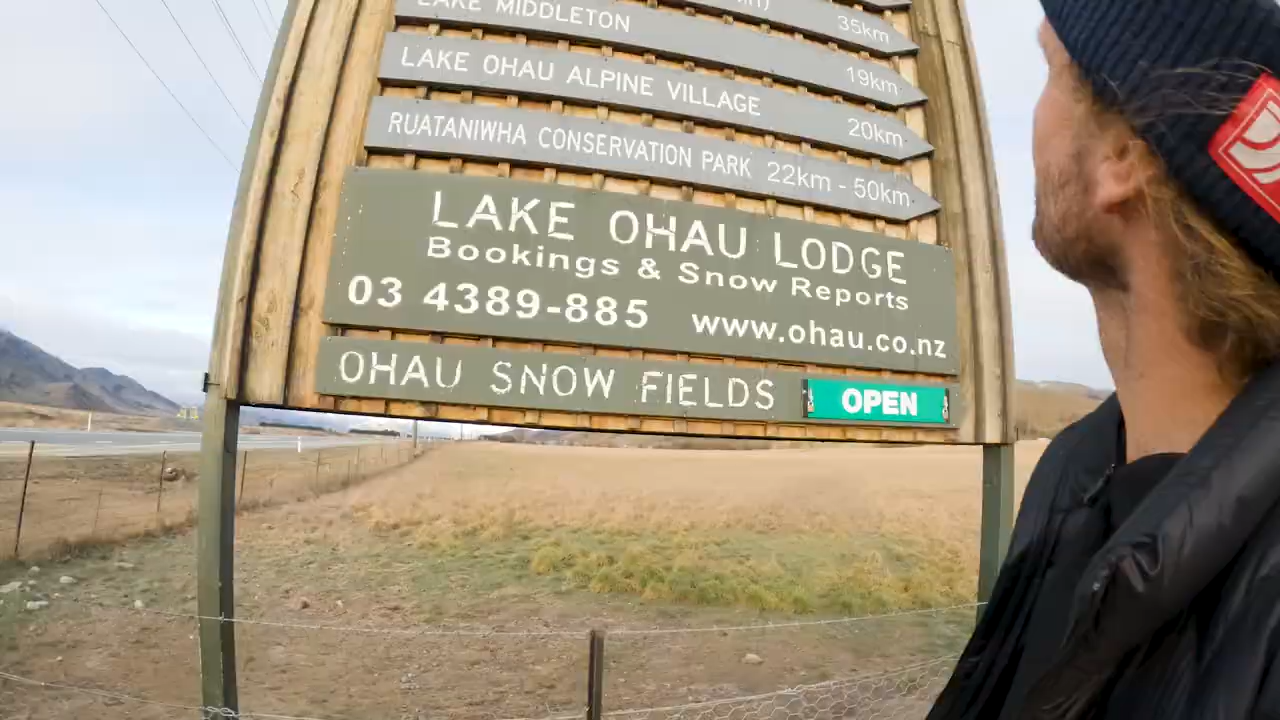 35km
LAKE MIDDLETON 19km
LAKE OHAU ALPINE VILLAGE 20km
RUATANIWHA CONSERVATION PARK 22km - 50km
LAKE OHAU LODGE
Bookings & Snow Reports
03 4389-885 www.ohau.co.nz
OHAU SNOW FIELDS OPEN